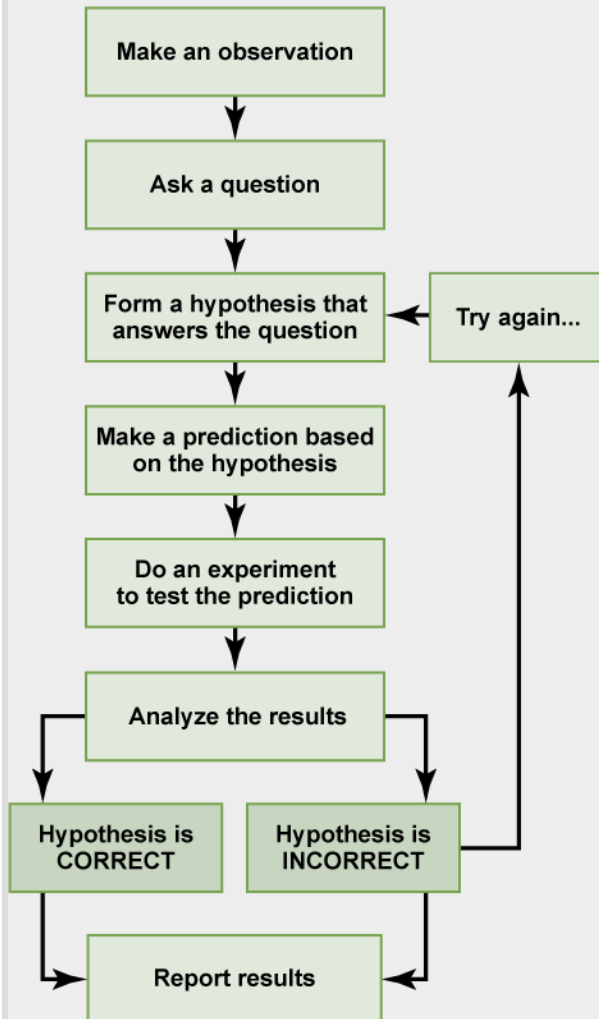 Make an observation
Ask a question
Form a hypothesis that
answers the question
Try again...
Make a prediction based
on the hypothesis
Do an experiment
to test the prediction
Analyze the results
Hypothesis is
CORRECT
Hypothesis is
INCORRECT
Report results